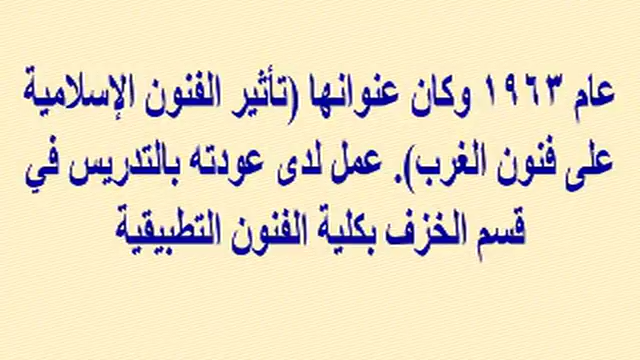 عام ١٩٦٣ وكان عنوانها (تأثير الفنون الإسلامية
على فنون الغرب). عمل لدى عودته بالتدريس في
قسم الخزف بكلية الفنون التطبيقية